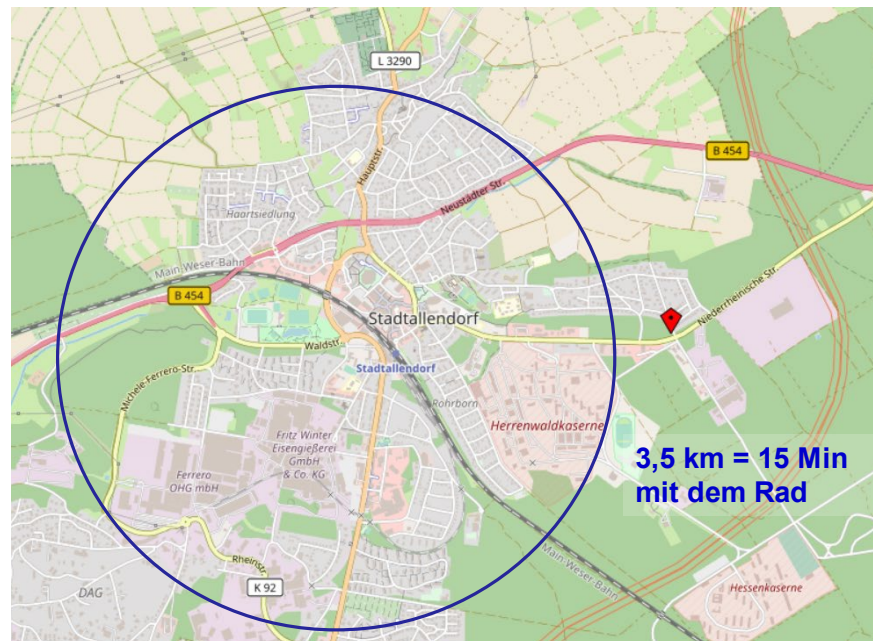 L 3290
B 454
Hauptstr.
Neustädter Str.
Haartsiedlung
Main-Weser-Bahn
B 454
Niederrheinische Str.
Stadtallendorf
Waldstr.
Stadtallendorf
Michele-Ferrero-Str.
Rohrborn
Herrenwaldkaserne
Fritz Winter
Eisengießerei
GmbH
& Co. KG
Ferrero
OHG mbH
3,5 km = 15 Min
mit dem Rad
Main-Weser-Bahn
Rheinstr.
K 92
DAG
Hessenkaserne